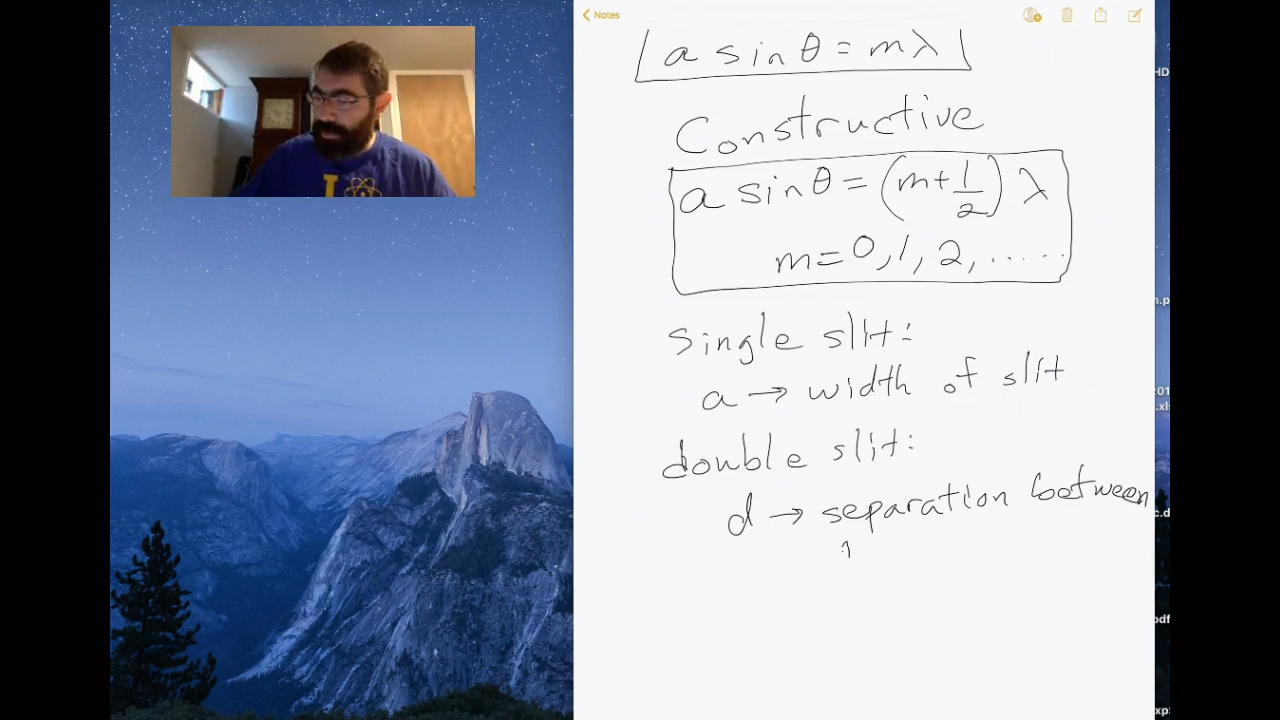 Notes
a sin θ = mλ
Constructive
a sin θ = (m+1/2) λ
m=0,1,2,......
single slit:
a → width of slit
double slit:
d → separation between
HD